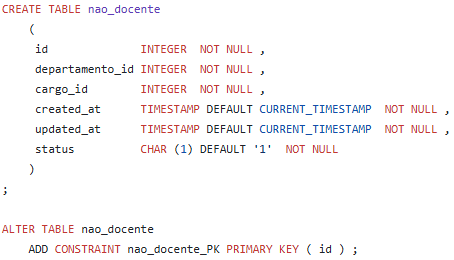 CREATE TABLE nao_docente
(
id INTEGER NOT NULL ,
departamento_id INTEGER NOT NULL ,
cargo_id INTEGER NOT NULL ,
created_at TIMESTAMP DEFAULT CURRENT_TIMESTAMP NOT NULL ,
updated_at TIMESTAMP DEFAULT CURRENT_TIMESTAMP NOT NULL ,
status CHAR (1) DEFAULT '1' NOT NULL
)
;
ALTER TABLE nao_docente
ADD CONSTRAINT nao_docente_PK PRIMARY KEY ( id ) ;